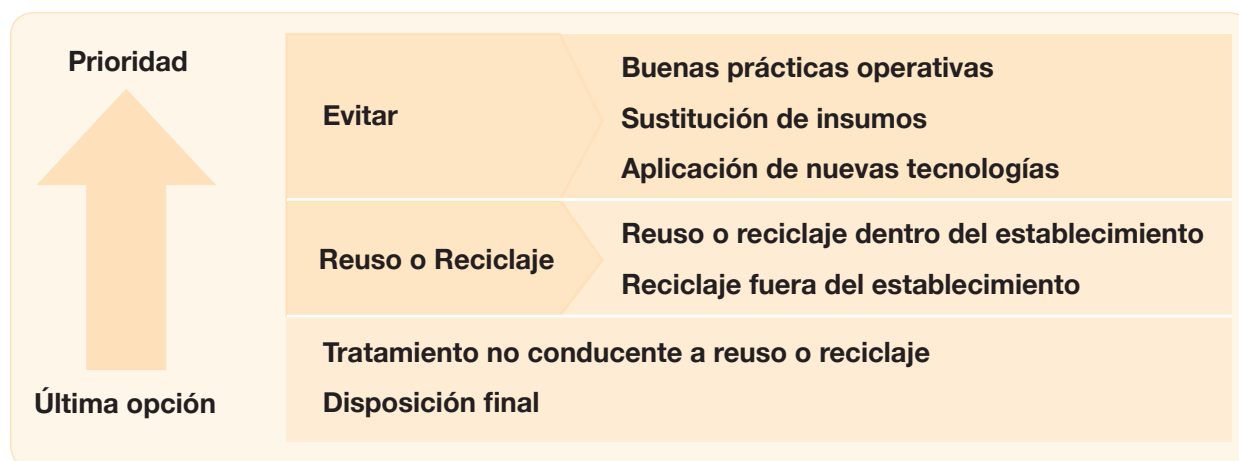 Prioridad
Última opción
Evitar
Buenas prácticas operativas
Sustitución de insumos
Aplicación de nuevas tecnologías
Reuso o Reciclaje
Reuso o reciclaje dentro del establecimiento
Reciclaje fuera del establecimiento
Tratamiento no conducente a reuso o reciclaje
Disposición final